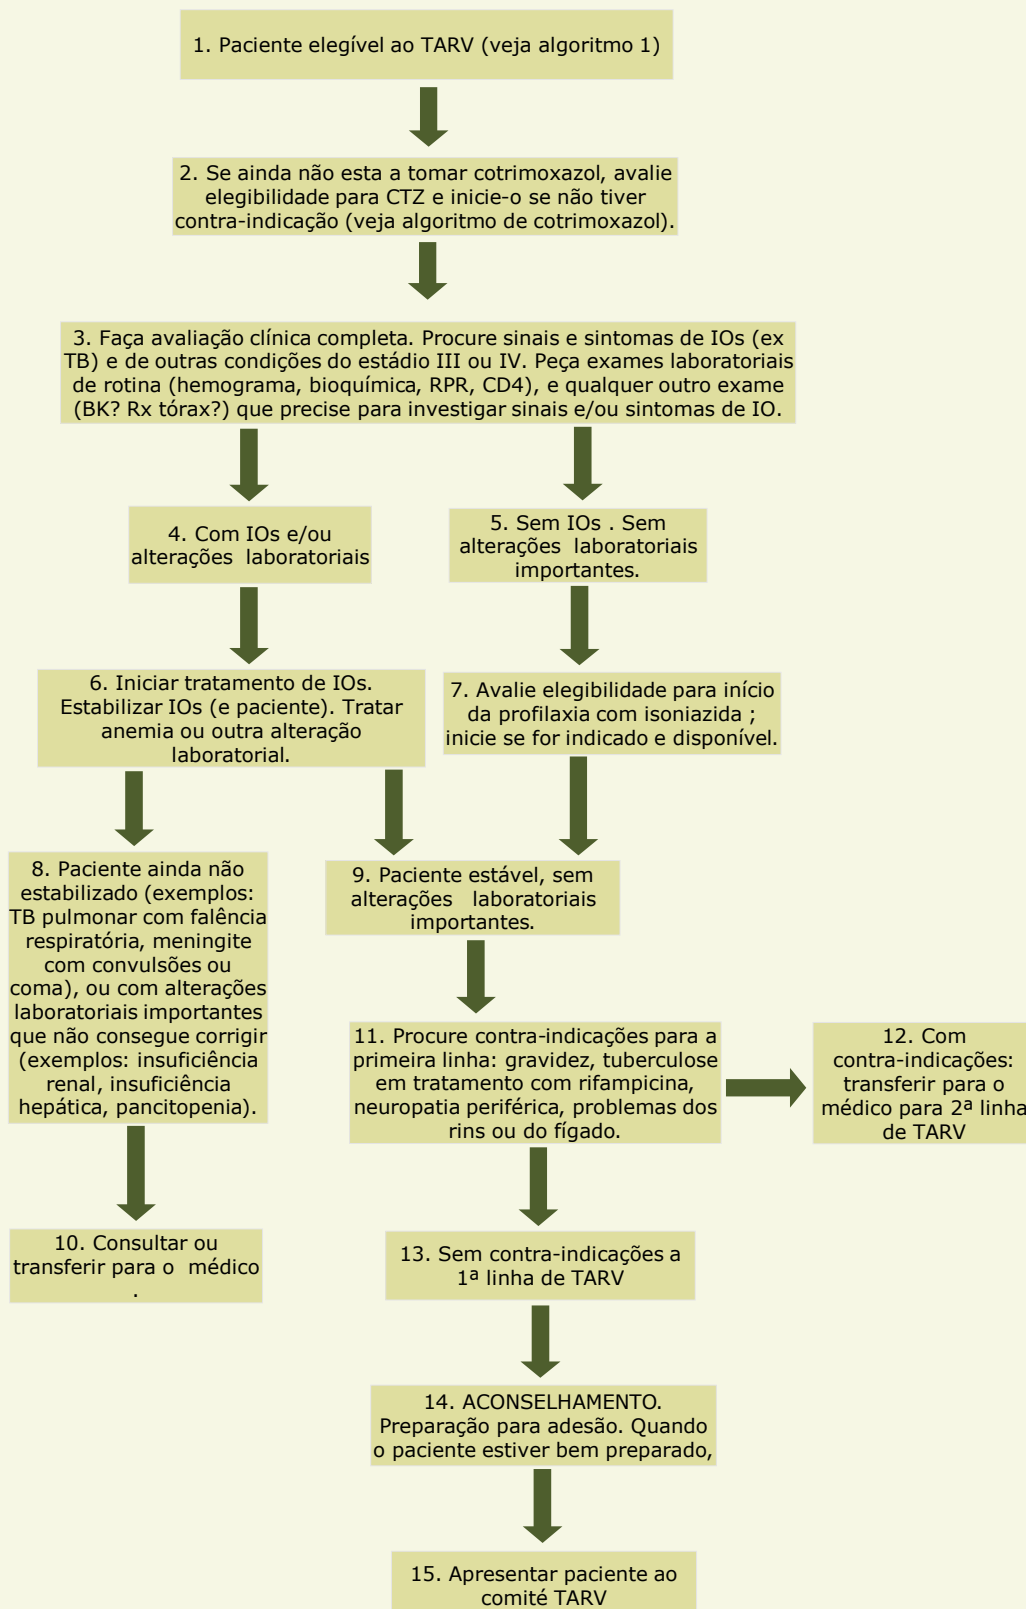 1. Paciente elegível ao TARV (veja algoritmo 1)
2. Se ainda não esta a tomar cotrimoxazol, avalie
elegibilidade para CTZ e inicie-o se não tiver
contra-indicação (veja algoritmo de cotrimoxazol).
3. Faça avaliação clínica completa. Procure sinais e sintomas de IOs (ex
TB) e de outras condições do estádio III ou IV. Peça exames laboratoriais
de rotina (hemograma, bioquímica, RPR, CD4), e qualquer outro exame
(BK? Rx tórax?) que precise para investigar sinais e/ou sintomas de IO.
4. Com IOs e/ou
alterações laboratoriais
5. Sem IOs . Sem
alterações laboratoriais
importantes.
6. Iniciar tratamento de IOs.
Estabilizar IOs (e paciente). Tratar
anemia ou outra alteração
laboratorial.
7. Avalie elegibilidade para início
da profilaxia com isoniazida ;
inicie se for indicado e disponível.
8. Paciente ainda não
estabilizado (exemplos:
TB pulmonar com falência
respiratória, meningite
com convulsões ou
coma), ou com alterações
laboratoriais importantes
que não consegue corrigir
(exemplos: insuficiência
renal, insuficiência
hepática, pancitopenia).
9. Paciente estável, sem
alterações laboratoriais
importantes.
10. Consultar ou
transferir para o médico
.
11. Procure contra-indicações para a
primeira linha: gravidez, tuberculose
em tratamento com rifampicina,
neuropatia periférica, problemas dos
rins ou do fígado.
12. Com
contra-indicações:
transferir para o
médico para 2ª linha
de TARV
13. Sem contra-indicações a
1ª linha de TARV
14. ACONSELHAMENTO.
Preparação para adesão. Quando
o paciente estiver bem preparado,
15. Apresentar paciente ao
comité TARV